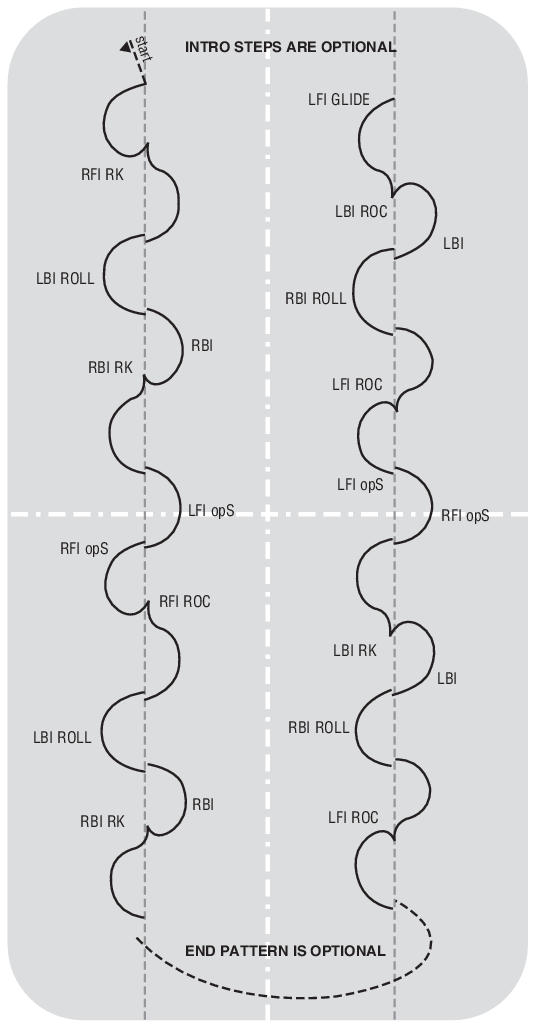 start
INTRO STEPS ARE OPTIONAL
RFI RK
LBI ROLL
RBI
RBI RK
LFI opS
RFI opS
RFI ROC
LBI ROLL
RBI
RBI RK
LFI GLIDE
LBI ROC
LBI
RBI ROLL
LFI ROC
LFI opS
RFI opS
LBI RK
LBI
RBI ROLL
LFI ROC
END PATTERN IS OPTIONAL